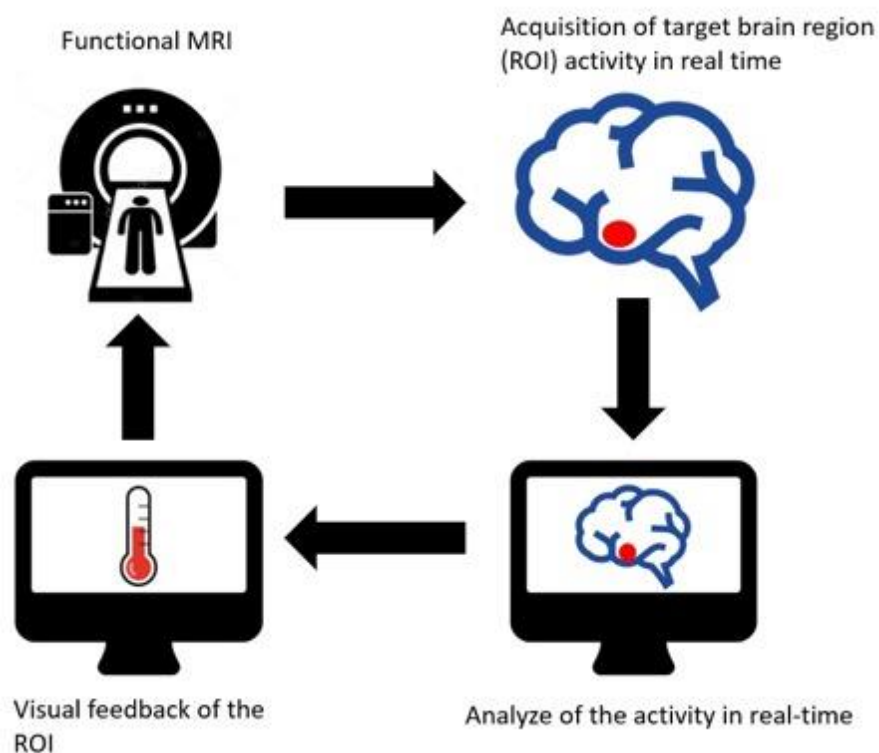 Functional MRI
Acquisition of target brain region
(ROI) activity in real time
Visual feedback of the
ROI
Analyze of the activity in real-time